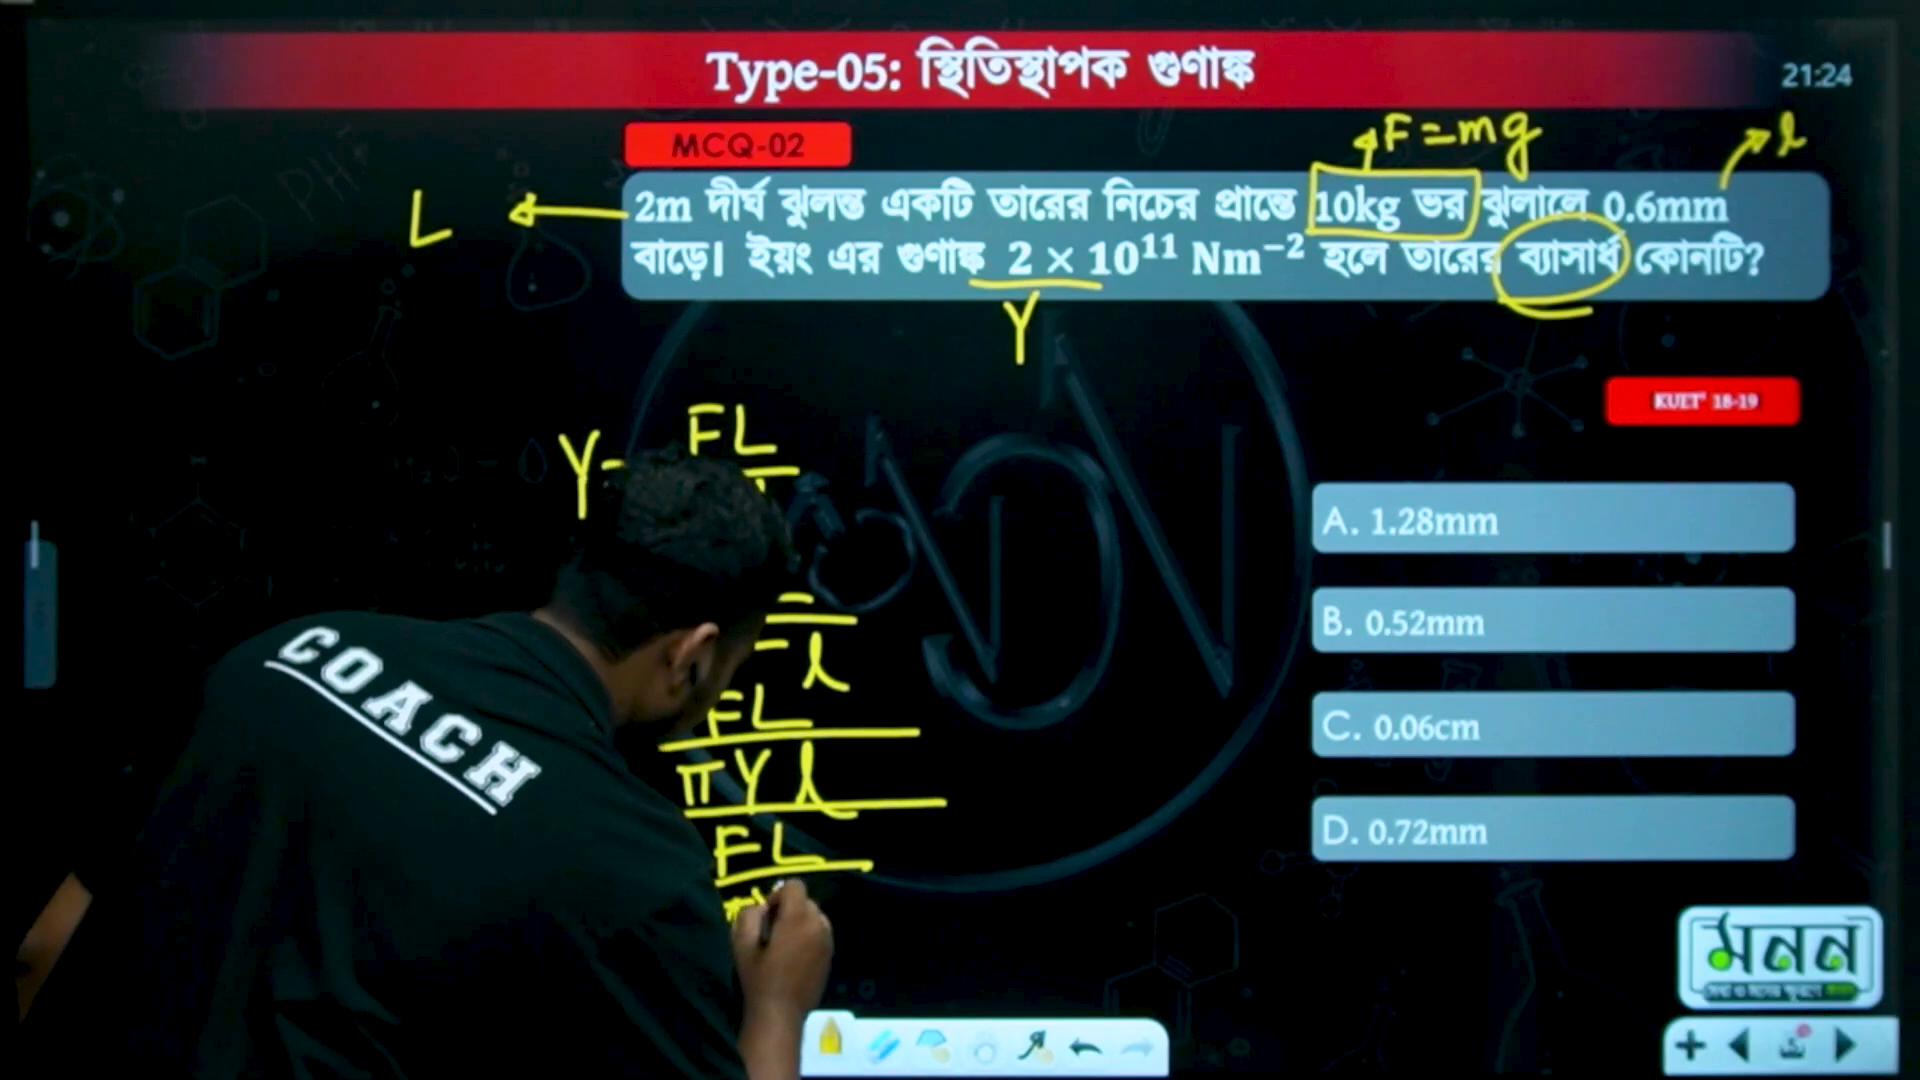 Type-05: স্থিতিস্থাপক গুণাঙ্ক
21:24
MCQ-02
F = mg
l
L
2m দীর্ঘ ঝুলন্ত একটি তারের নিচের প্রান্তে 10kg ভর ঝুলালে 0.6mm
বাড়ে। ইয়ং এর গুণাঙ্ক 2 × 10¹¹ Nm⁻² হলে তারের ব্যাসার্ধ কোনটি?
Y
KUET' 18-19
Y = FL
l
FL
πYl
FL
A. 1.28mm
B. 0.52mm
C. 0.06cm
D. 0.72mm
COACH
মনন